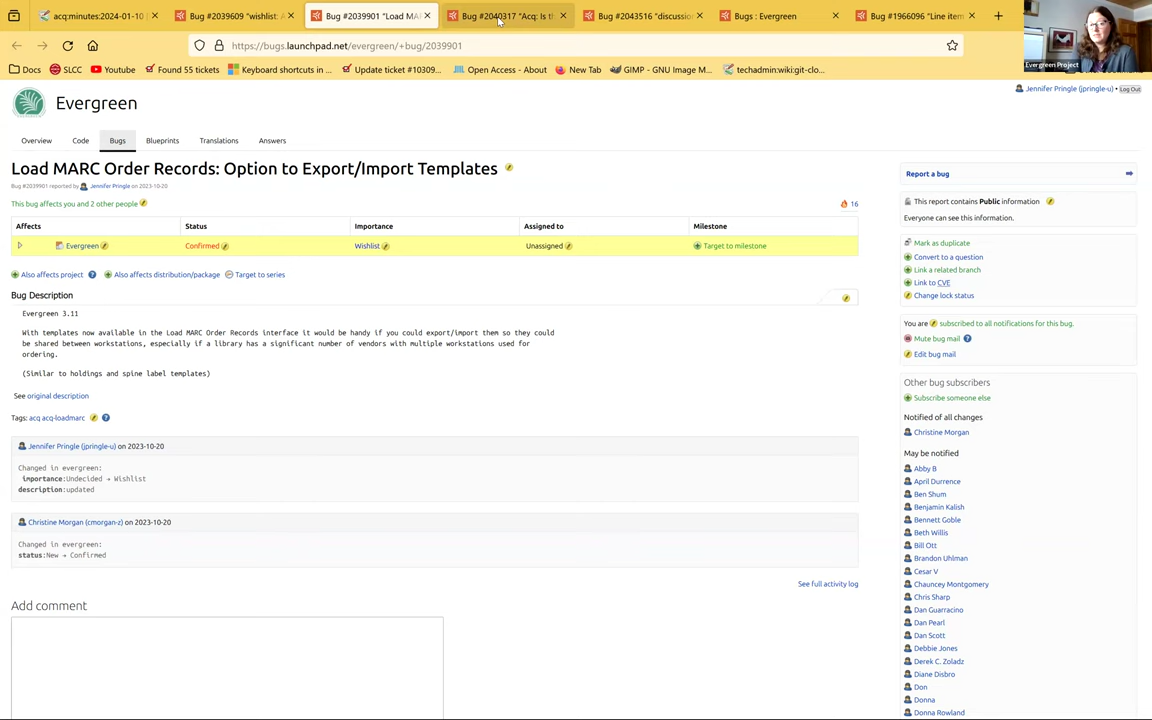 acq:minutes:2024-01-10
Bug #2039609 "wishlist: A
Bug #2039901 "Load MA
Bug #2040317 "Acq: Is t
Bug #2043516 "discussio
Bugs : Evergreen
Bug #1966096 "Line item
https://bugs.launchpad.net/evergreen/+bug/2039901
Docs
SLCC
Youtube
Found 55 tickets
Keyboard shortcuts in ...
Update ticket #10309...
Open Access - About
New Tab
GIMP - GNU Image M...
techadmin:wiki:git-clo...
Evergreen Project
Jennifer Pringle (jpringle-u) • Log Out
Evergreen
Overview
Code
Bugs
Blueprints
Translations
Answers
Load MARC Order Records: Option to Export/Import Templates
Bug #2039901 reported by Jennifer Pringle on 2023-10-20
This bug affects you and 2 other people
16
Affects Status Importance Assigned to Milestone
Evergreen Confirmed Wishlist Unassigned Target to milestone
Also affects project Also affects distribution/package Target to series
Bug Description
Evergreen 3.11
With templates now available in the Load MARC Order Records interface it would be handy if you could export/import them so they could
be shared between workstations, especially if a library has a significant number of vendors with multiple workstations used for
ordering.
(Similar to holdings and spine label templates)
See original description
Tags: acq acq-loadmarc
Jennifer Pringle (jpringle-u) on 2023-10-20
Changed in evergreen:
importance:Undecided → Wishlist
description:updated
Christine Morgan (cmorgan-z) on 2023-10-20
Changed in evergreen:
status:New → Confirmed
See full activity log
Add comment
Report a bug
This report contains Public information
Everyone can see this information.
Mark as duplicate
Convert to a question
Link a related branch
Link to CVE
Change lock status
You are subscribed to all notifications for this bug.
Mute bug mail
Edit bug mail
Other bug subscribers
Subscribe someone else
Notified of all changes
Christine Morgan
May be notified
Abby B
April Durrence
Ben Shum
Benjamin Kalish
Bennett Goble
Beth Willis
Bill Ott
Brandon Uhlman
Cesar V
Chauncey Montgomery
Chris Sharp
Dan Guarracino
Dan Pearl
Dan Scott
Debbie Jones
Derek C. Zoladz
Diane Disbro
Don
Donna
Donna Rowland